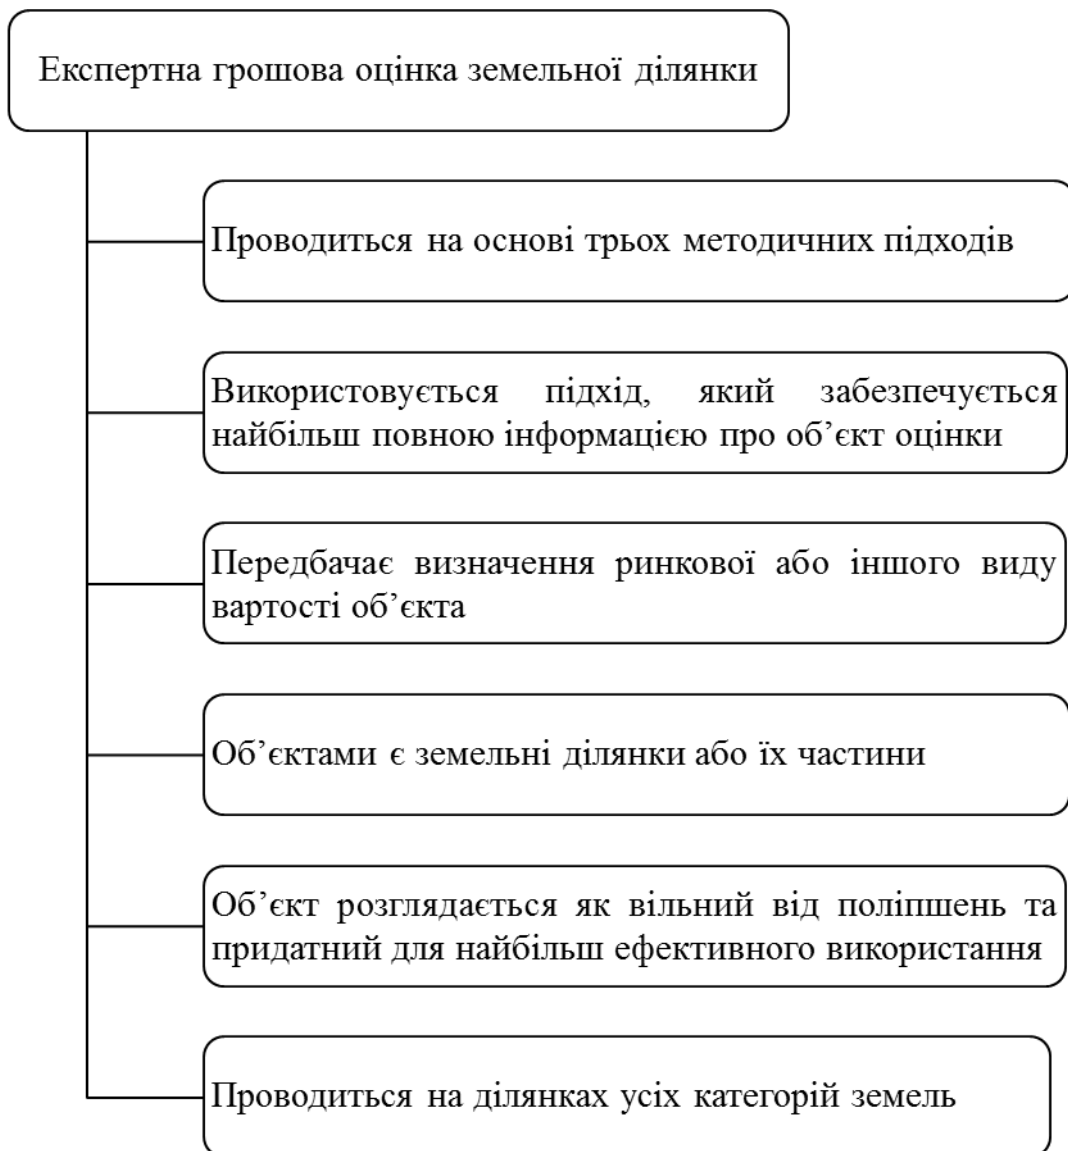 Експертна грошова оцінка земельної ділянки
Проводиться на основі трьох методичних підходів
Використовується підхід, який забезпечується
найбільш повною інформацією про об’єкт оцінки
Передбачає визначення ринкової або іншого виду
вартості об’єкта
Об’єктами є земельні ділянки або їх частини
Об’єкт розглядається як вільний від поліпшень та
придатний для найбільш ефективного використання
Проводиться на ділянках усіх категорій земель